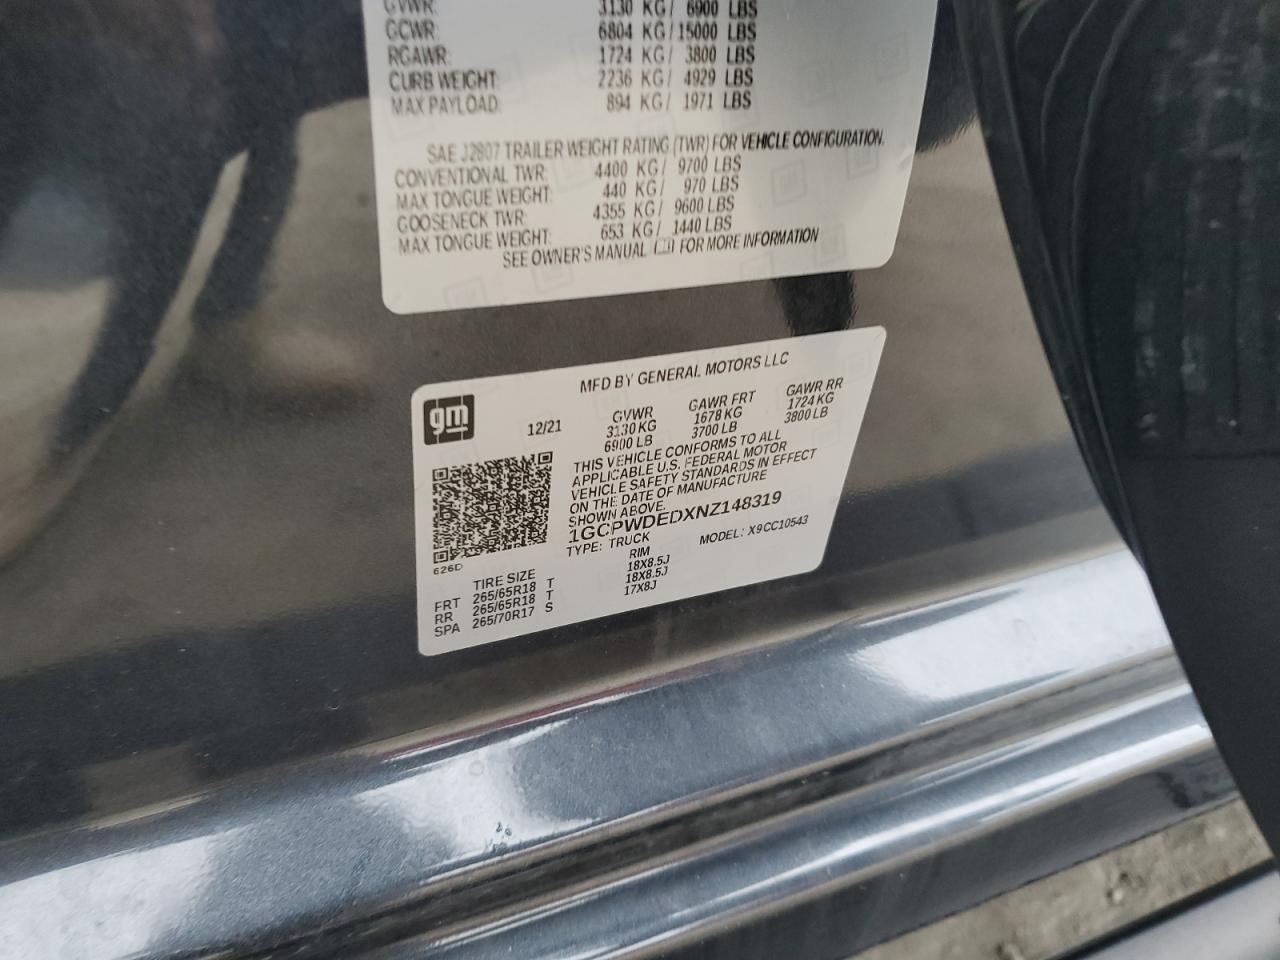 GVWR: 3130 KG/ 6900 LBS
GCWR: 6804 KG/ 15000 LBS
RGAWR: 1724 KG/ 3800 LBS
CURB WEIGHT: 2236 KG/ 4929 LBS
MAX PAYLOAD: 894 KG/ 1971 LBS
SAE J2807 TRAILER WEIGHT RATING (TWR) FOR VEHICLE CONFIGURATION.
CONVENTIONAL TWR: 4400 KG/ 9700 LBS
MAX TONGUE WEIGHT: 440 KG/ 970 LBS
GOOSENECK TWR: 4355 KG/ 9600 LBS
MAX TONGUE WEIGHT: 653 KG/ 1440 LBS
SEE OWNER'S MANUAL FOR MORE INFORMATION
MFD BY GENERAL MOTORS LLC
gm
12/21
GVWR GAWR FRT GAWR RR
3130 KG 1678 KG 1724 KG
6900 LB 3700 LB 3800 LB
THIS VEHICLE CONFORMS TO ALL
APPLICABLE U.S. FEDERAL MOTOR
VEHICLE SAFETY STANDARDS IN EFFECT
ON THE DATE OF MANUFACTURE
SHOWN ABOVE.
1GCPWDEDXNZ148319
TYPE: TRUCK MODEL: X9CC10543
626D
TIRE SIZE RIM
FRT 265/65R18 T 18X8.5J
RR 265/65R18 T 18X8.5J
SPA 265/70R17 S 17X8J